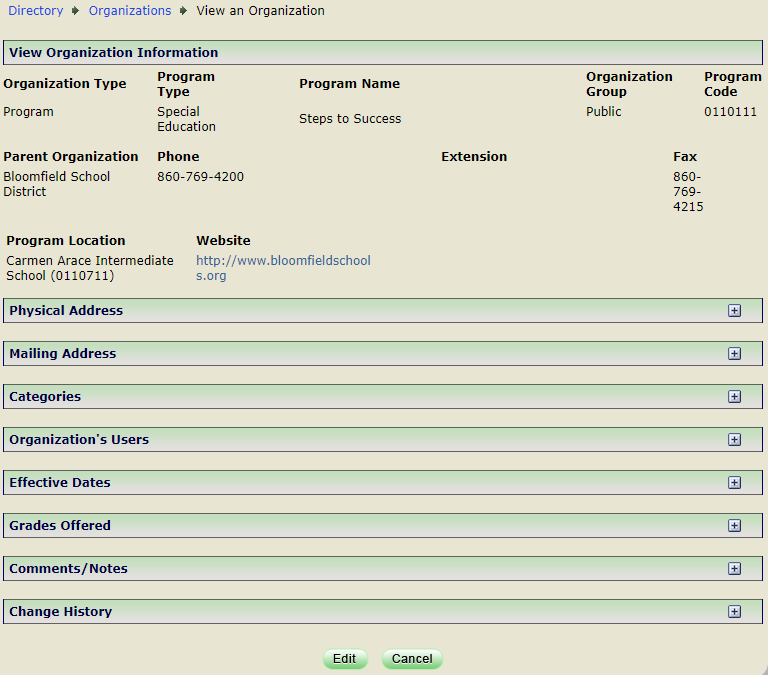 Directory Organizations View an Organization
View Organization Information
Organization Type Program Type Program Name Organization Group Program Code
Program Special Education Steps to Success Public 0110111
Parent Organization Phone Extension Fax
Bloomfield School District 860-769-4200 860-769-4215
Program Location Website
Carmen Arace Intermediate http://www.bloomfieldschool
School (0110711) s.org
Physical Address
Mailing Address
Categories
Organization's Users
Effective Dates
Grades Offered
Comments/Notes
Change History
Edit Cancel